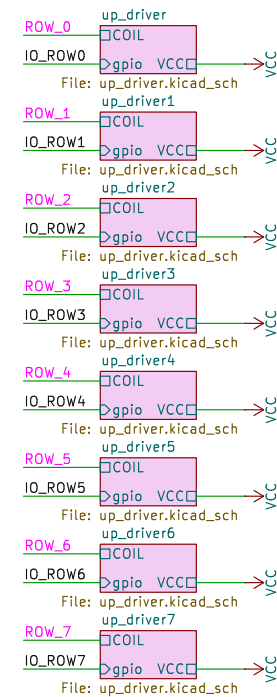 up_driver
ROW_0 COIL
IO_ROW0 gpio VCC VCC
File: up_driver.kicad_sch
up_driver1
ROW_1 COIL
IO_ROW1 gpio VCC VCC
File: up_driver.kicad_sch
up_driver2
ROW_2 COIL
IO_ROW2 gpio VCC VCC
File: up_driver.kicad_sch
up_driver3
ROW_3 COIL
IO_ROW3 gpio VCC VCC
File: up_driver.kicad_sch
up_driver4
ROW_4 COIL
IO_ROW4 gpio VCC VCC
File: up_driver.kicad_sch
up_driver5
ROW_5 COIL
IO_ROW5 gpio VCC VCC
File: up_driver.kicad_sch
up_driver6
ROW_6 COIL
IO_ROW6 gpio VCC VCC
File: up_driver.kicad_sch
up_driver7
ROW_7 COIL
IO_ROW7 gpio VCC VCC
File: up_driver.kicad_sch